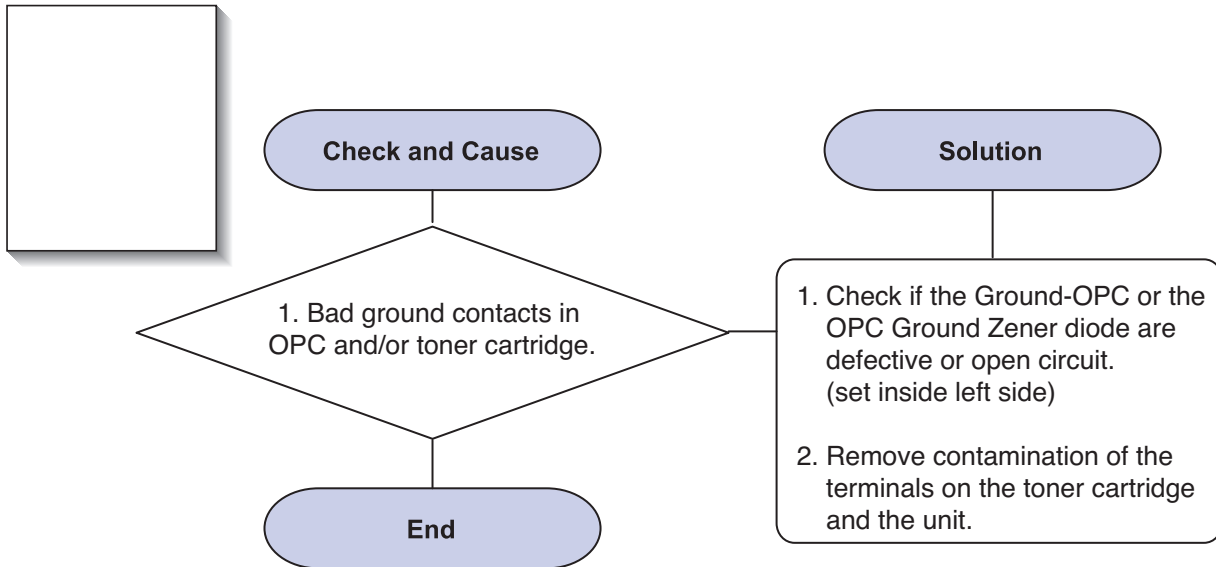 Check and Cause
Solution
1. Bad ground contacts in
OPC and/or toner cartridge.
1. Check if the Ground-OPC or the
OPC Ground Zener diode are
defective or open circuit.
(set inside left side)
2. Remove contamination of the
terminals on the toner cartridge
and the unit.
End